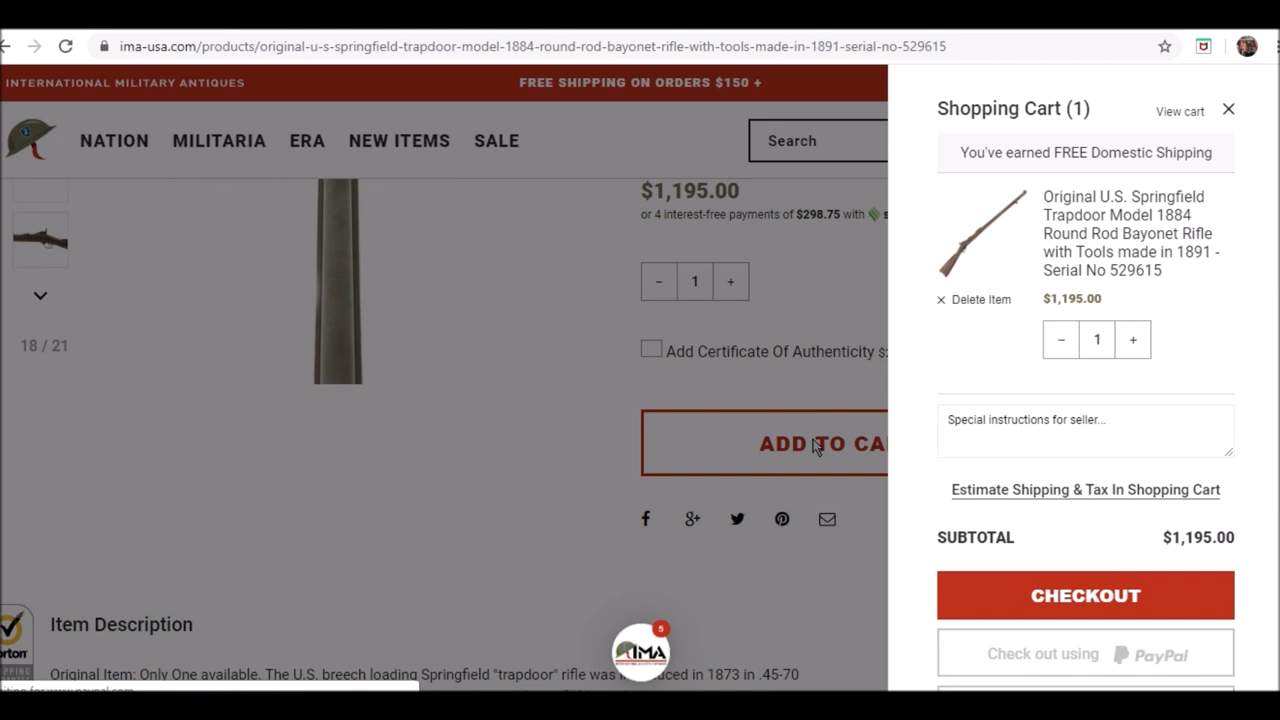 ima-usa.com/products/original-u-s-springfield-trapdoor-model-1884-round-rod-bayonet-rifle-with-tools-made-in-1891-serial-no-529615
INTERNATIONAL MILITARY ANTIQUES
FREE SHIPPING ON ORDERS $150 +
NATION MILITARIA ERA NEW ITEMS SALE
Search
$1,195.00
or 4 interest-free payments of $298.75 with
- 1 +
Add Certificate Of Authenticity
ADD TO
18 / 21
Item Description
Original Item: Only One available. The U.S. breech loading Springfield "trapdoor" rifle was in 1873 in .45-70
5
IMA
Shopping Cart (1)
View cart
You've earned FREE Domestic Shipping
Original U.S. Springfield
Trapdoor Model 1884
Round Rod Bayonet Rifle
with Tools made in 1891 -
Serial No 529615
Delete Item
$1,195.00
- 1 +
Special instructions for seller...
Estimate Shipping & Tax In Shopping Cart
SUBTOTAL $1,195.00
CHECKOUT
Check out using PayPal